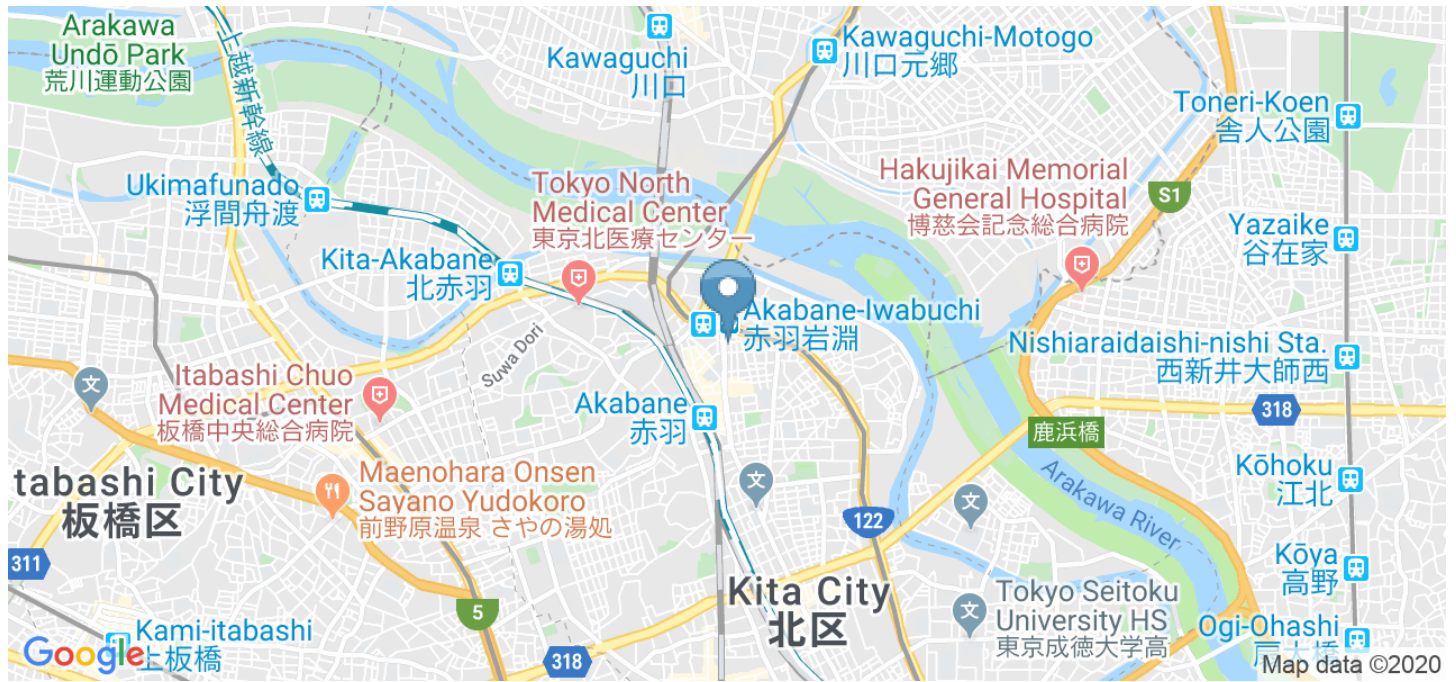 Arakawa
Undō Park
荒川運動公園
上越新幹線
Kawaguchi
川口
Kawaguchi-Motogo
川口元郷
Toneri-Koen
舎人公園
Ukimafunado
浮間舟渡
Tokyo North
Medical Center
東京北医療センター
Hakujikai Memorial
General Hospital
博慈会記念総合病院
S1
Yazaike
谷在家
Kita-Akabane
北赤羽
Akabane-Iwabuchi
赤羽岩淵
Suwa Dori
Nishiaraidaishi-nishi Sta.
西新井大師西
文
Itabashi Chuo
Medical Center
板橋中央総合病院
Akabane
赤羽
318
鹿浜橋
tabashi City
板橋区
Maenohara Onsen
Sayano Yudokoro
前野原温泉 さやの湯処
文
文
Arakawa River
Kōhoku
江北
122
311
Kōya
高野
5
Kita City
北区
文
Tokyo Seitoku
University HS
東京成徳大学高
Kami-itabashi
上板橋
Google
318
Ogi-Ohashi
扇大橋
Map data ©2020